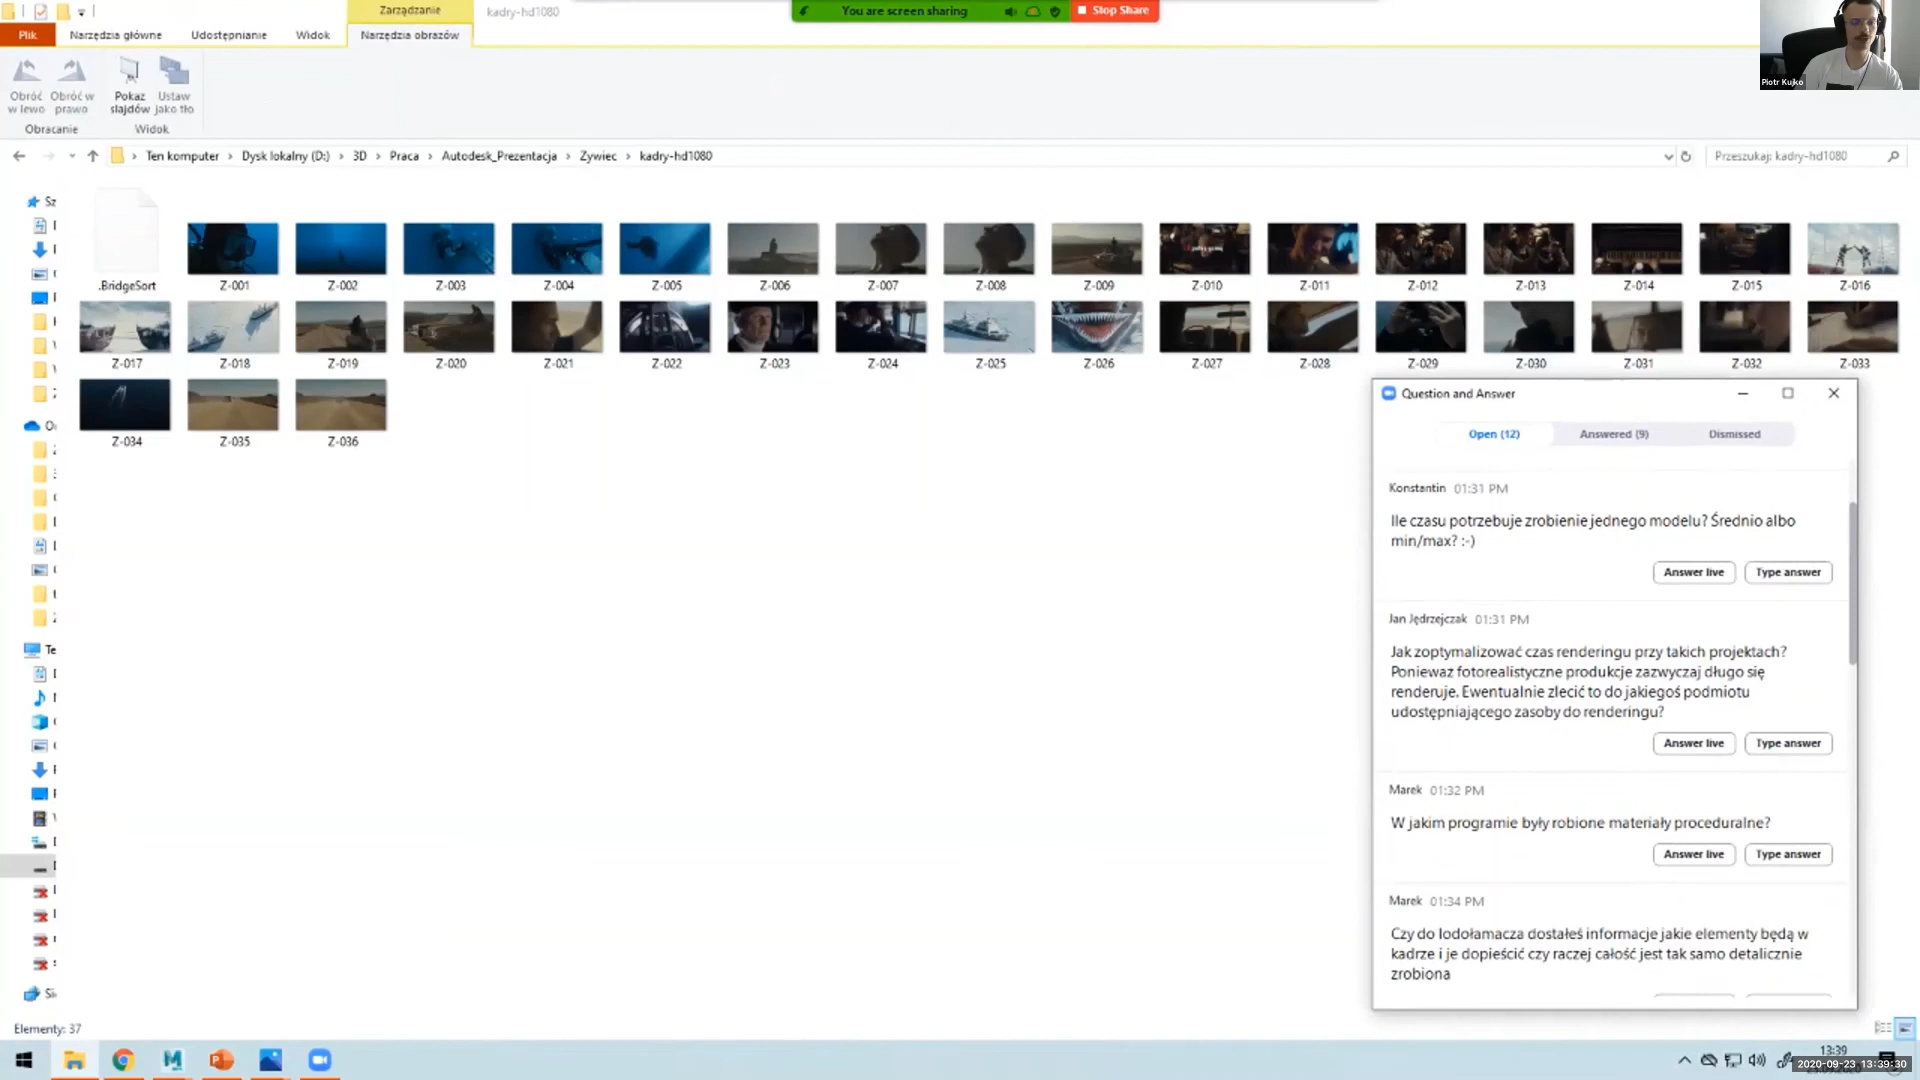 Zarządzanie
kadry-hd1080
You are screen sharing
Stop Share
Plik
Narzędzia główne
Udostępnianie
Widok
Narzędzia obrazów
Piotr Kujko
Obróć w lewo
Obróć w prawo
Pokaz slajdów
Ustaw jako tło
Obracanie
Widok
Ten komputer
Dysk lokalny (D:)
3D
Praca
Autodesk_Prezentacja
Zywiec
kadry-hd1080
Przeszukaj: kadry-hd1080
.BridgeSort
Z-001
Z-002
Z-003
Z-004
Z-005
Z-006
Z-007
Z-008
Z-009
Z-010
Z-011
Z-012
Z-013
Z-014
Z-015
Z-016
Z-017
Z-018
Z-019
Z-020
Z-021
Z-022
Z-023
Z-024
Z-025
Z-026
Z-027
Z-028
Z-029
Z-030
Z-031
Z-032
Z-033
Z-034
Z-035
Z-036
Question and Answer
Open (12)
Answered (9)
Dismissed
Konstantin 01:31 PM
Ile czasu potrzebuje zrobienie jednego modelu? Średnio albo
min/max? :-)
Answer live
Type answer
Jan Jędrzejczak 01:31 PM
Jak zoptymalizować czas renderingu przy takich projektach?
Ponieważ fotorealistyczne produkcje zazwyczaj długo się
renderuje. Ewentualnie zlecić to do jakiegoś podmiotu
udostępniającego zasoby do renderingu?
Answer live
Type answer
Marek 01:32 PM
W jakim programie były robione materiały proceduralne?
Answer live
Type answer
Marek 01:34 PM
Czy do lodołamacza dostałeś informacje jakie elementy będą w
kadrze i je dopieścić czy raczej całość jest tak samo detalicznie
zrobiona
Elementy: 37
13:39
2020-09-23 13:39:30